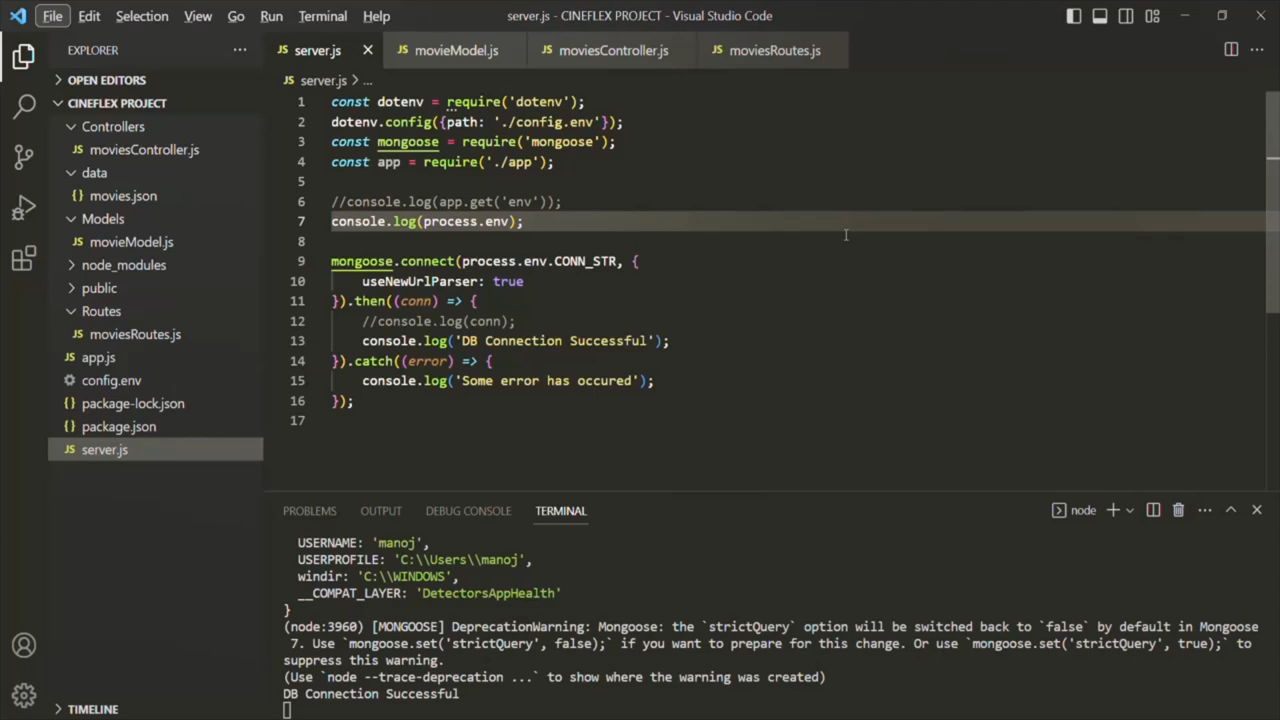 File Edit Selection View Go Run Terminal Help server.js - CINEFLEX PROJECT - Visual Studio Code
EXPLORER
JS server.js
JS movieModel.js
JS moviesController.js
JS moviesRoutes.js
OPEN EDITORS
CINEFLEX PROJECT
Controllers
JS moviesController.js
data
{} movies.json
Models
JS movieModel.js
node_modules
public
Routes
JS moviesRoutes.js
JS app.js
config.env
{} package-lock.json
{} package.json
JS server.js
TIMELINE
JS server.js > ...
1 const dotenv = require('dotenv');
2 dotenv.config({path: './config.env'});
3 const mongoose = require('mongoose');
4 const app = require('./app');
5
6 //console.log(app.get('env'));
7 console.log(process.env);
8
9 mongoose.connect(process.env.CONN_STR, {
10 useNewUrlParser: true
11 }).then((conn) => {
12 //console.log(conn);
13 console.log('DB Connection Successful');
14 }).catch((error) => {
15 console.log('Some error has occured');
16 });
17
PROBLEMS OUTPUT DEBUG CONSOLE TERMINAL node
USERNAME: 'manoj',
USERPROFILE: 'C:\\Users\\manoj',
windir: 'C:\\WINDOWS',
__COMPAT_LAYER: 'DetectorsAppHealth'
}
(node:3960) [MONGOOSE] DeprecationWarning: Mongoose: the `strictQuery` option will be switched back to `false` by default in Mongoose
7. Use `mongoose.set('strictQuery', false);` if you want to prepare for this change. Or use `mongoose.set('strictQuery', true);` to
suppress this warning.
(Use `node --trace-deprecation ...` to show where the warning was created)
DB Connection Successful